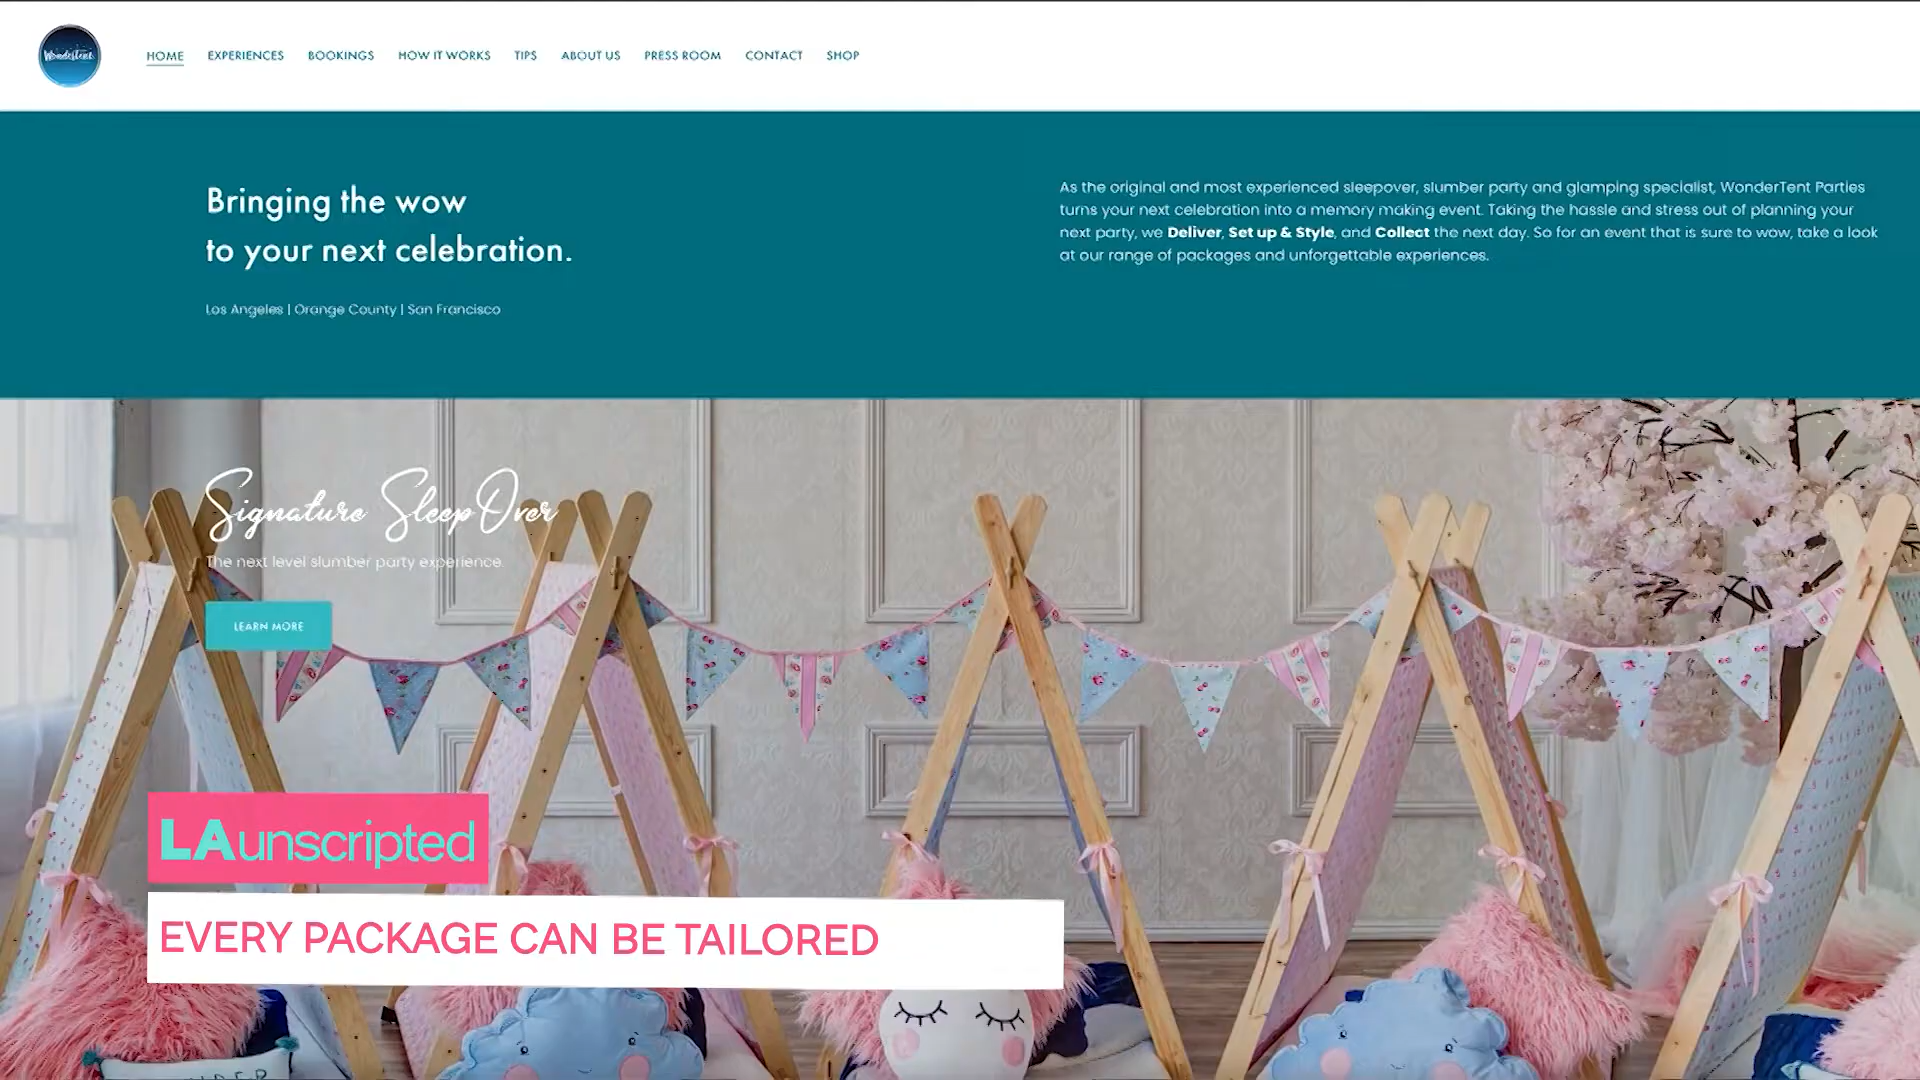 WonderTent
HOME EXPERIENCES BOOKINGS HOW IT WORKS TIPS ABOUT US PRESS ROOM CONTACT SHOP
Bringing the wow
to your next celebration.
Los Angeles | Orange County | San Francisco
As the original and most experienced sleepover, slumber party and glamping specialist, WonderTent Parties
turns your next celebration into a memory making event. Taking the hassle and stress out of planning your
next party, we Deliver, Set up & Style, and Collect the next day. So for an event that is sure to wow, take a look
at our range of packages and unforgettable experiences.
Signature SleepOver
The next level slumber party experience.
LEARN MORE
LAunscripted
EVERY PACKAGE CAN BE TAILORED